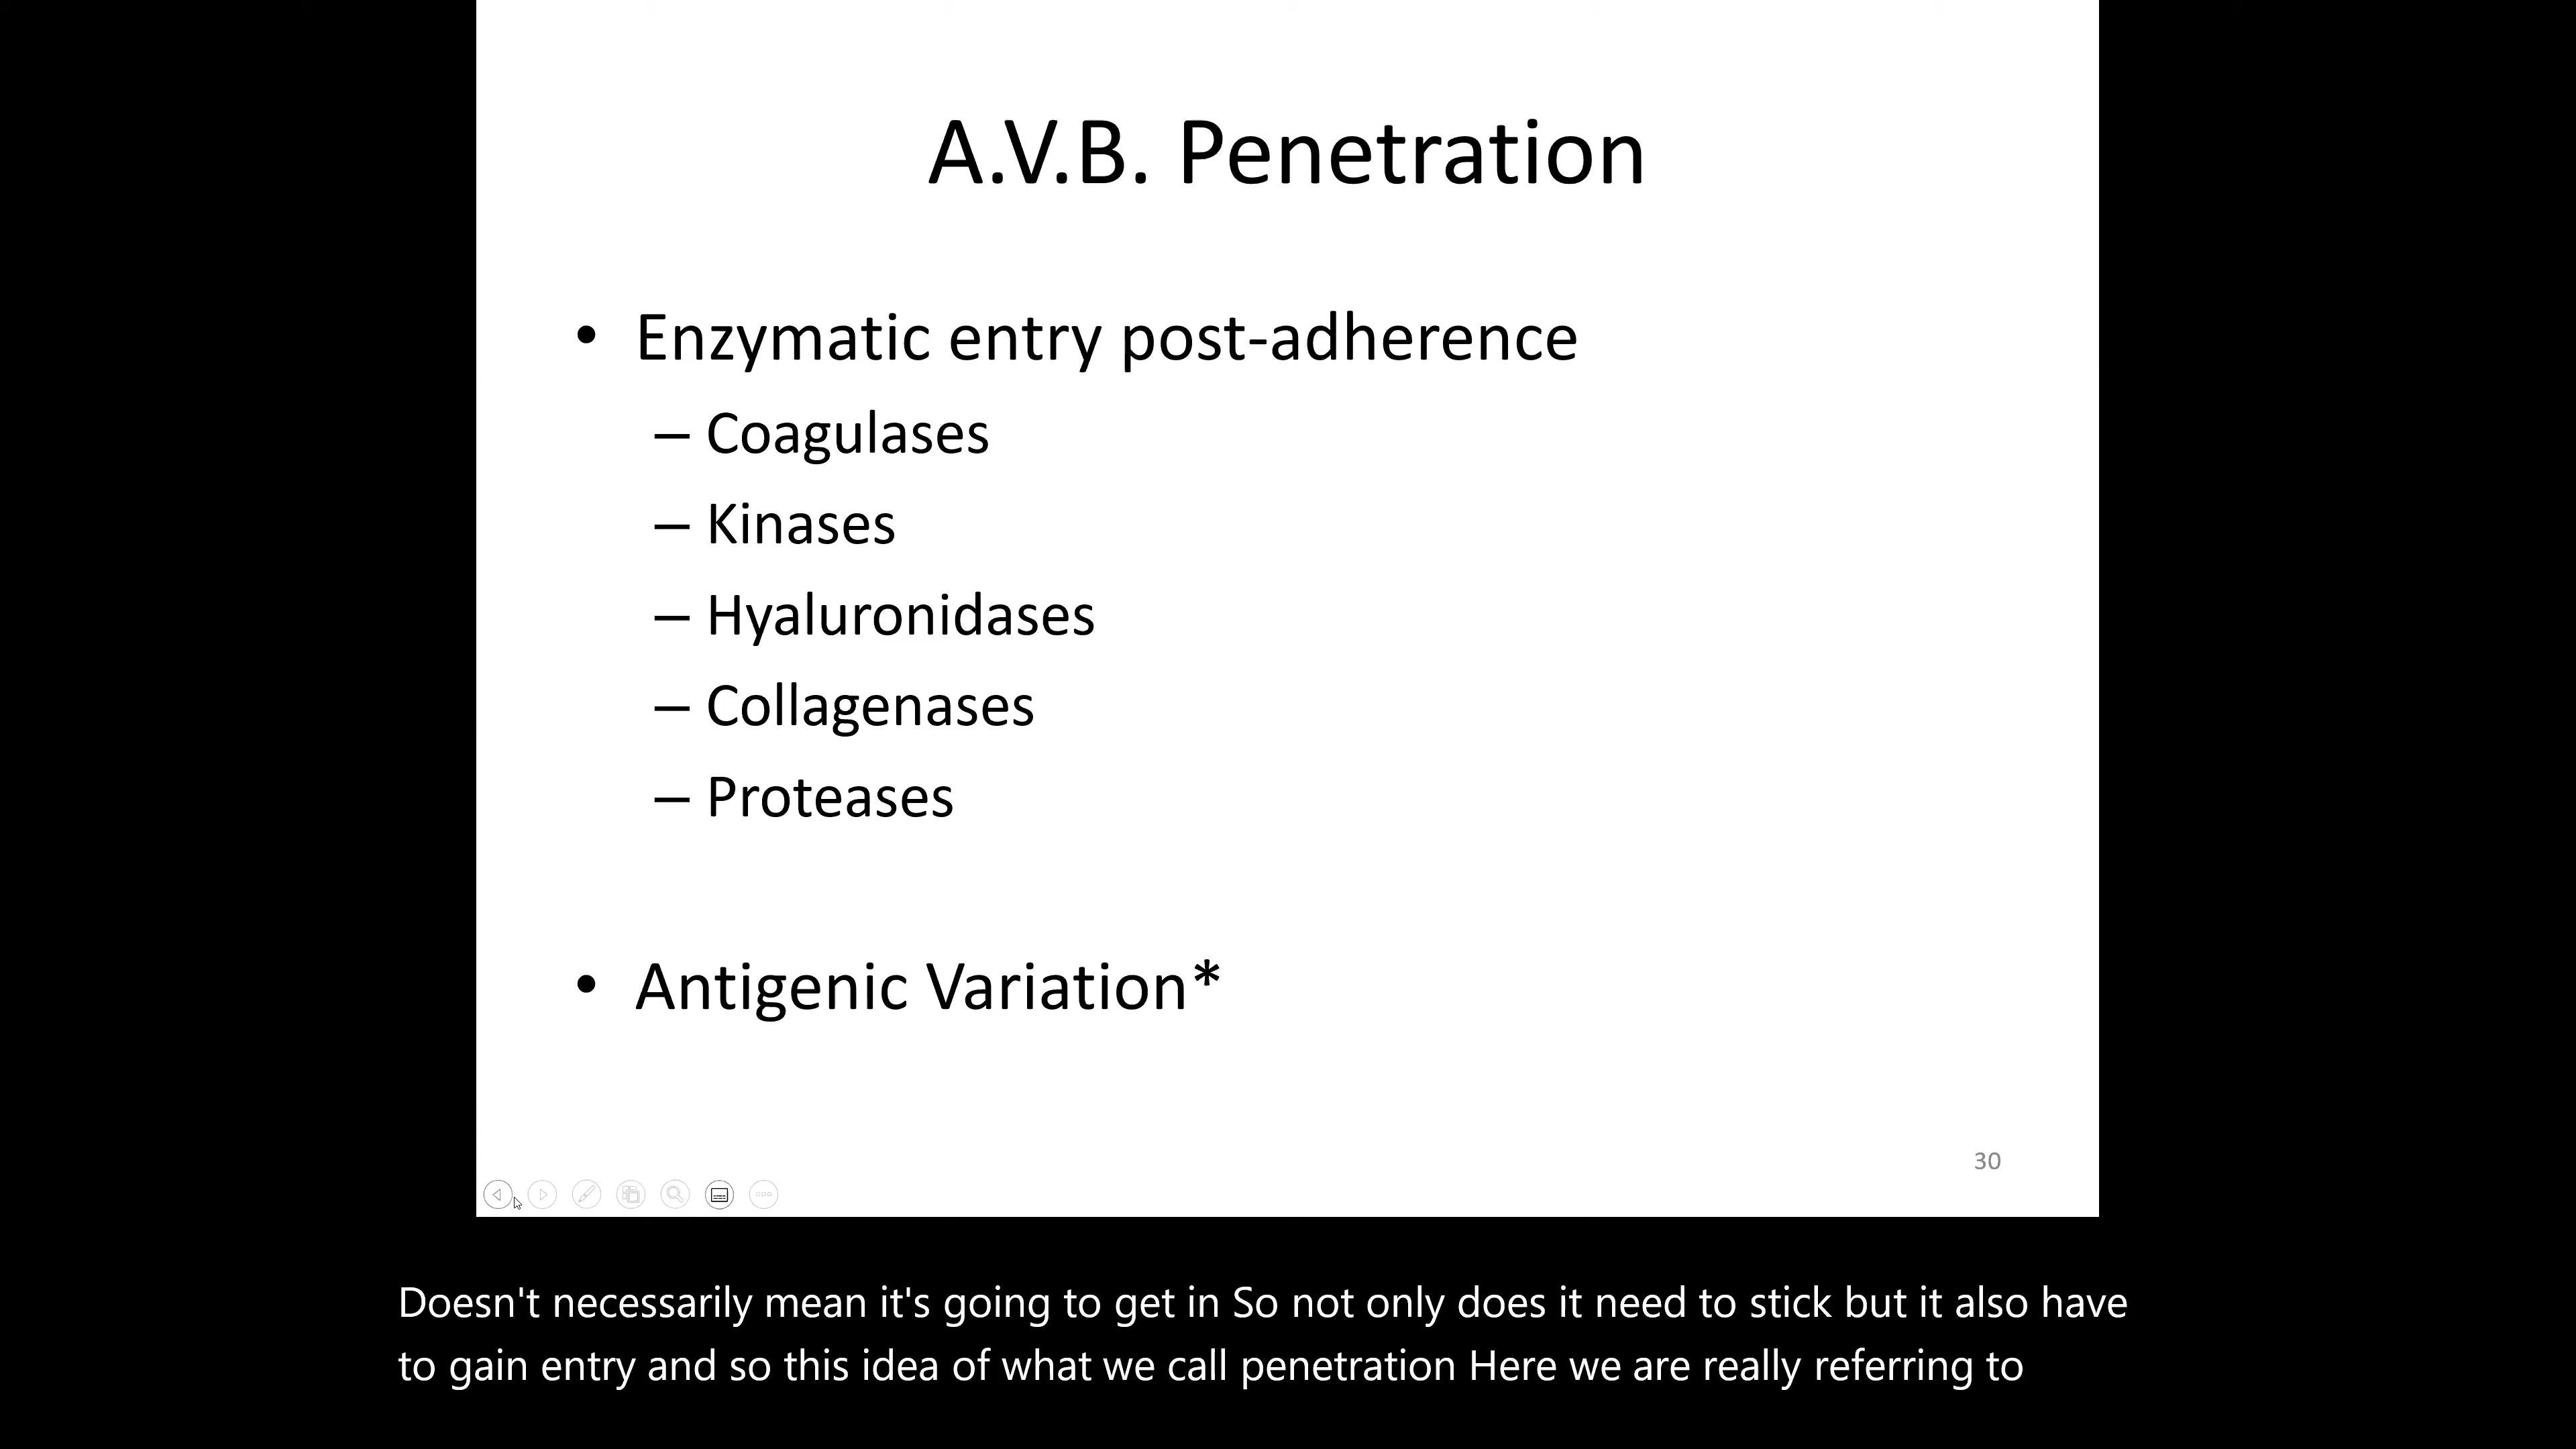 A.V.B. Penetration
• Enzymatic entry post-adherence
– Coagulases
– Kinases
– Hyaluronidases
– Collagenases
– Proteases
• Antigenic Variation*
30
Doesn't necessarily mean it's going to get in So not only does it need to stick but it also have
to gain entry and so this idea of what we call penetration Here we are really referring to